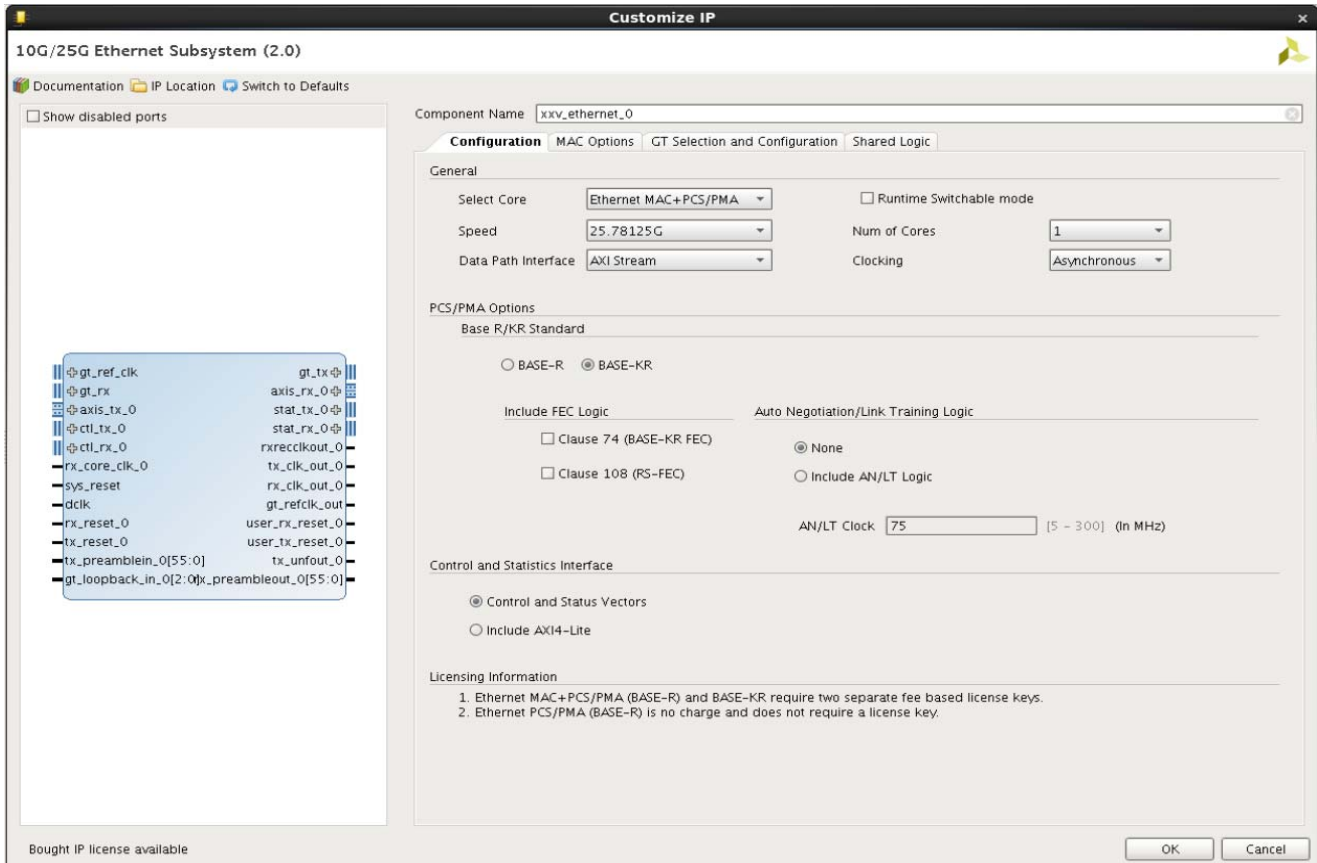 Customize IP
10G/25G Ethernet Subsystem (2.0)
Documentation IP Location Switch to Defaults
Show disabled ports
gt_ref_clk gt_tx
gt_rx axis_rx_0
axis_tx_0 stat_tx_0
ctl_tx_0 stat_rx_0
ctl_rx_0 rxrecclkout_0
rx_core_clk_0 tx_clk_out_0
sys_reset rx_clk_out_0
dclk gt_refclk_out
rx_reset_0 user_rx_reset_0
tx_reset_0 user_tx_reset_0
tx_preamblein_0[55:0] tx_unfout_0
gt_loopback_in_0[2:0] rx_preambleout_0[55:0]
Component Name xxv_ethernet_0
Configuration MAC Options GT Selection and Configuration Shared Logic
General
Select Core Ethernet MAC+PCS/PMA Runtime Switchable mode
Speed 25.78125G Num of Cores 1
Data Path Interface AXI Stream Clocking Asynchronous
PCS/PMA Options
Base R/KR Standard
BASE-R BASE-KR
Include FEC Logic Auto Negotiation/Link Training Logic
Clause 74 (BASE-KR FEC)
None
Clause 108 (RS-FEC)
Include AN/LT Logic
AN/LT Clock 75 [5 - 300] (In MHz)
Control and Statistics Interface
Control and Status Vectors
Include AXI4-Lite
Licensing Information
1. Ethernet MAC+PCS/PMA (BASE-R) and BASE-KR require two separate fee based license keys.
2. Ethernet PCS/PMA (BASE-R) is no charge and does not require a license key.
Bought IP license available OK Cancel